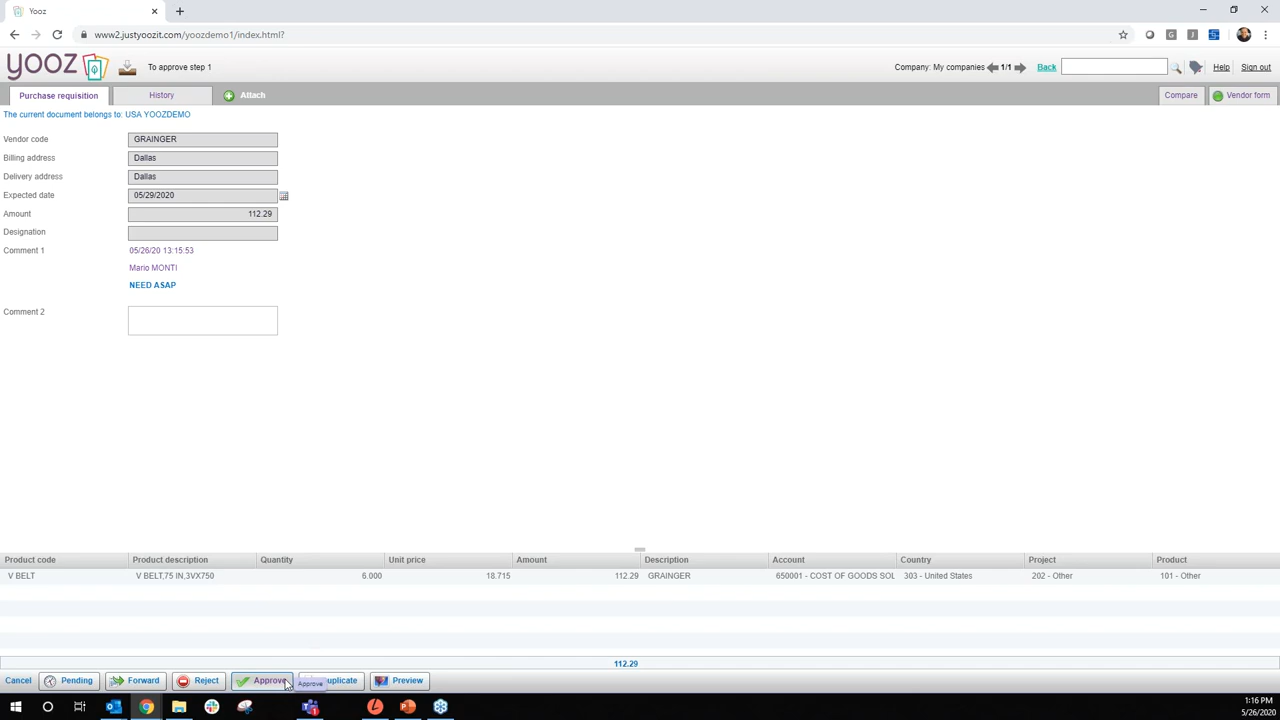 Yooz
www2.justyoozit.com/yoozdemo1/index.html?
yooz
To approve step 1
Company: My companies 1/1 Back Help Sign out
Purchase requisition History Attach Compare Vendor form
The current document belongs to: USA YOOZDEMO
Vendor code GRAINGER
Billing address Dallas
Delivery address Dallas
Expected date 05/29/2020
Amount 112.29
Designation
Comment 1 05/26/20 13:15:53
Mario MONTI
NEED ASAP
Comment 2
Product code Product description Quantity Unit price Amount Description Account Country Project Product
V BELT V BELT,75 IN,3VX750 6.000 18.715 112.29 GRAINGER 650001 - COST OF GOODS SOL 303 - United States 202 - Other 101 - Other
112.29
Cancel Pending Forward Reject Approve uplicate Preview
Approve
1:16 PM
5/26/2020